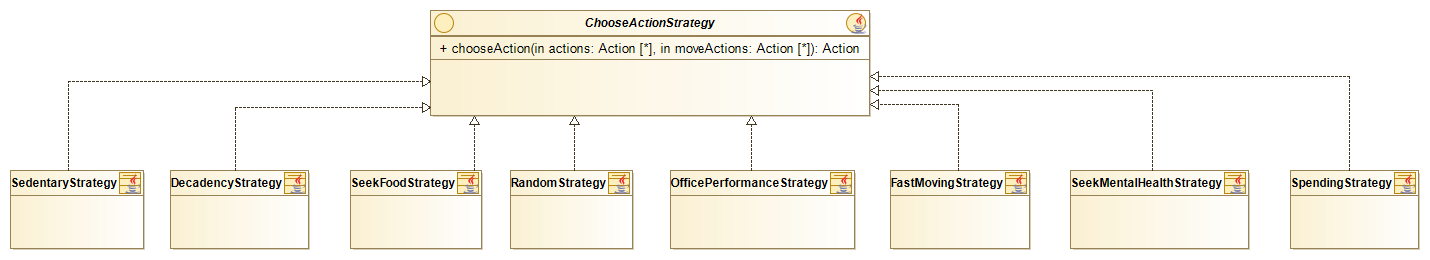 ChooseActionStrategy
+ chooseAction(in actions: Action [*], in moveActions: Action [*]): Action
SedentaryStrategy
DecadencyStrategy
SeekFoodStrategy
RandomStrategy
OfficePerformanceStrategy
FastMovingStrategy
SeekMentalHealthStrategy
SpendingStrategy